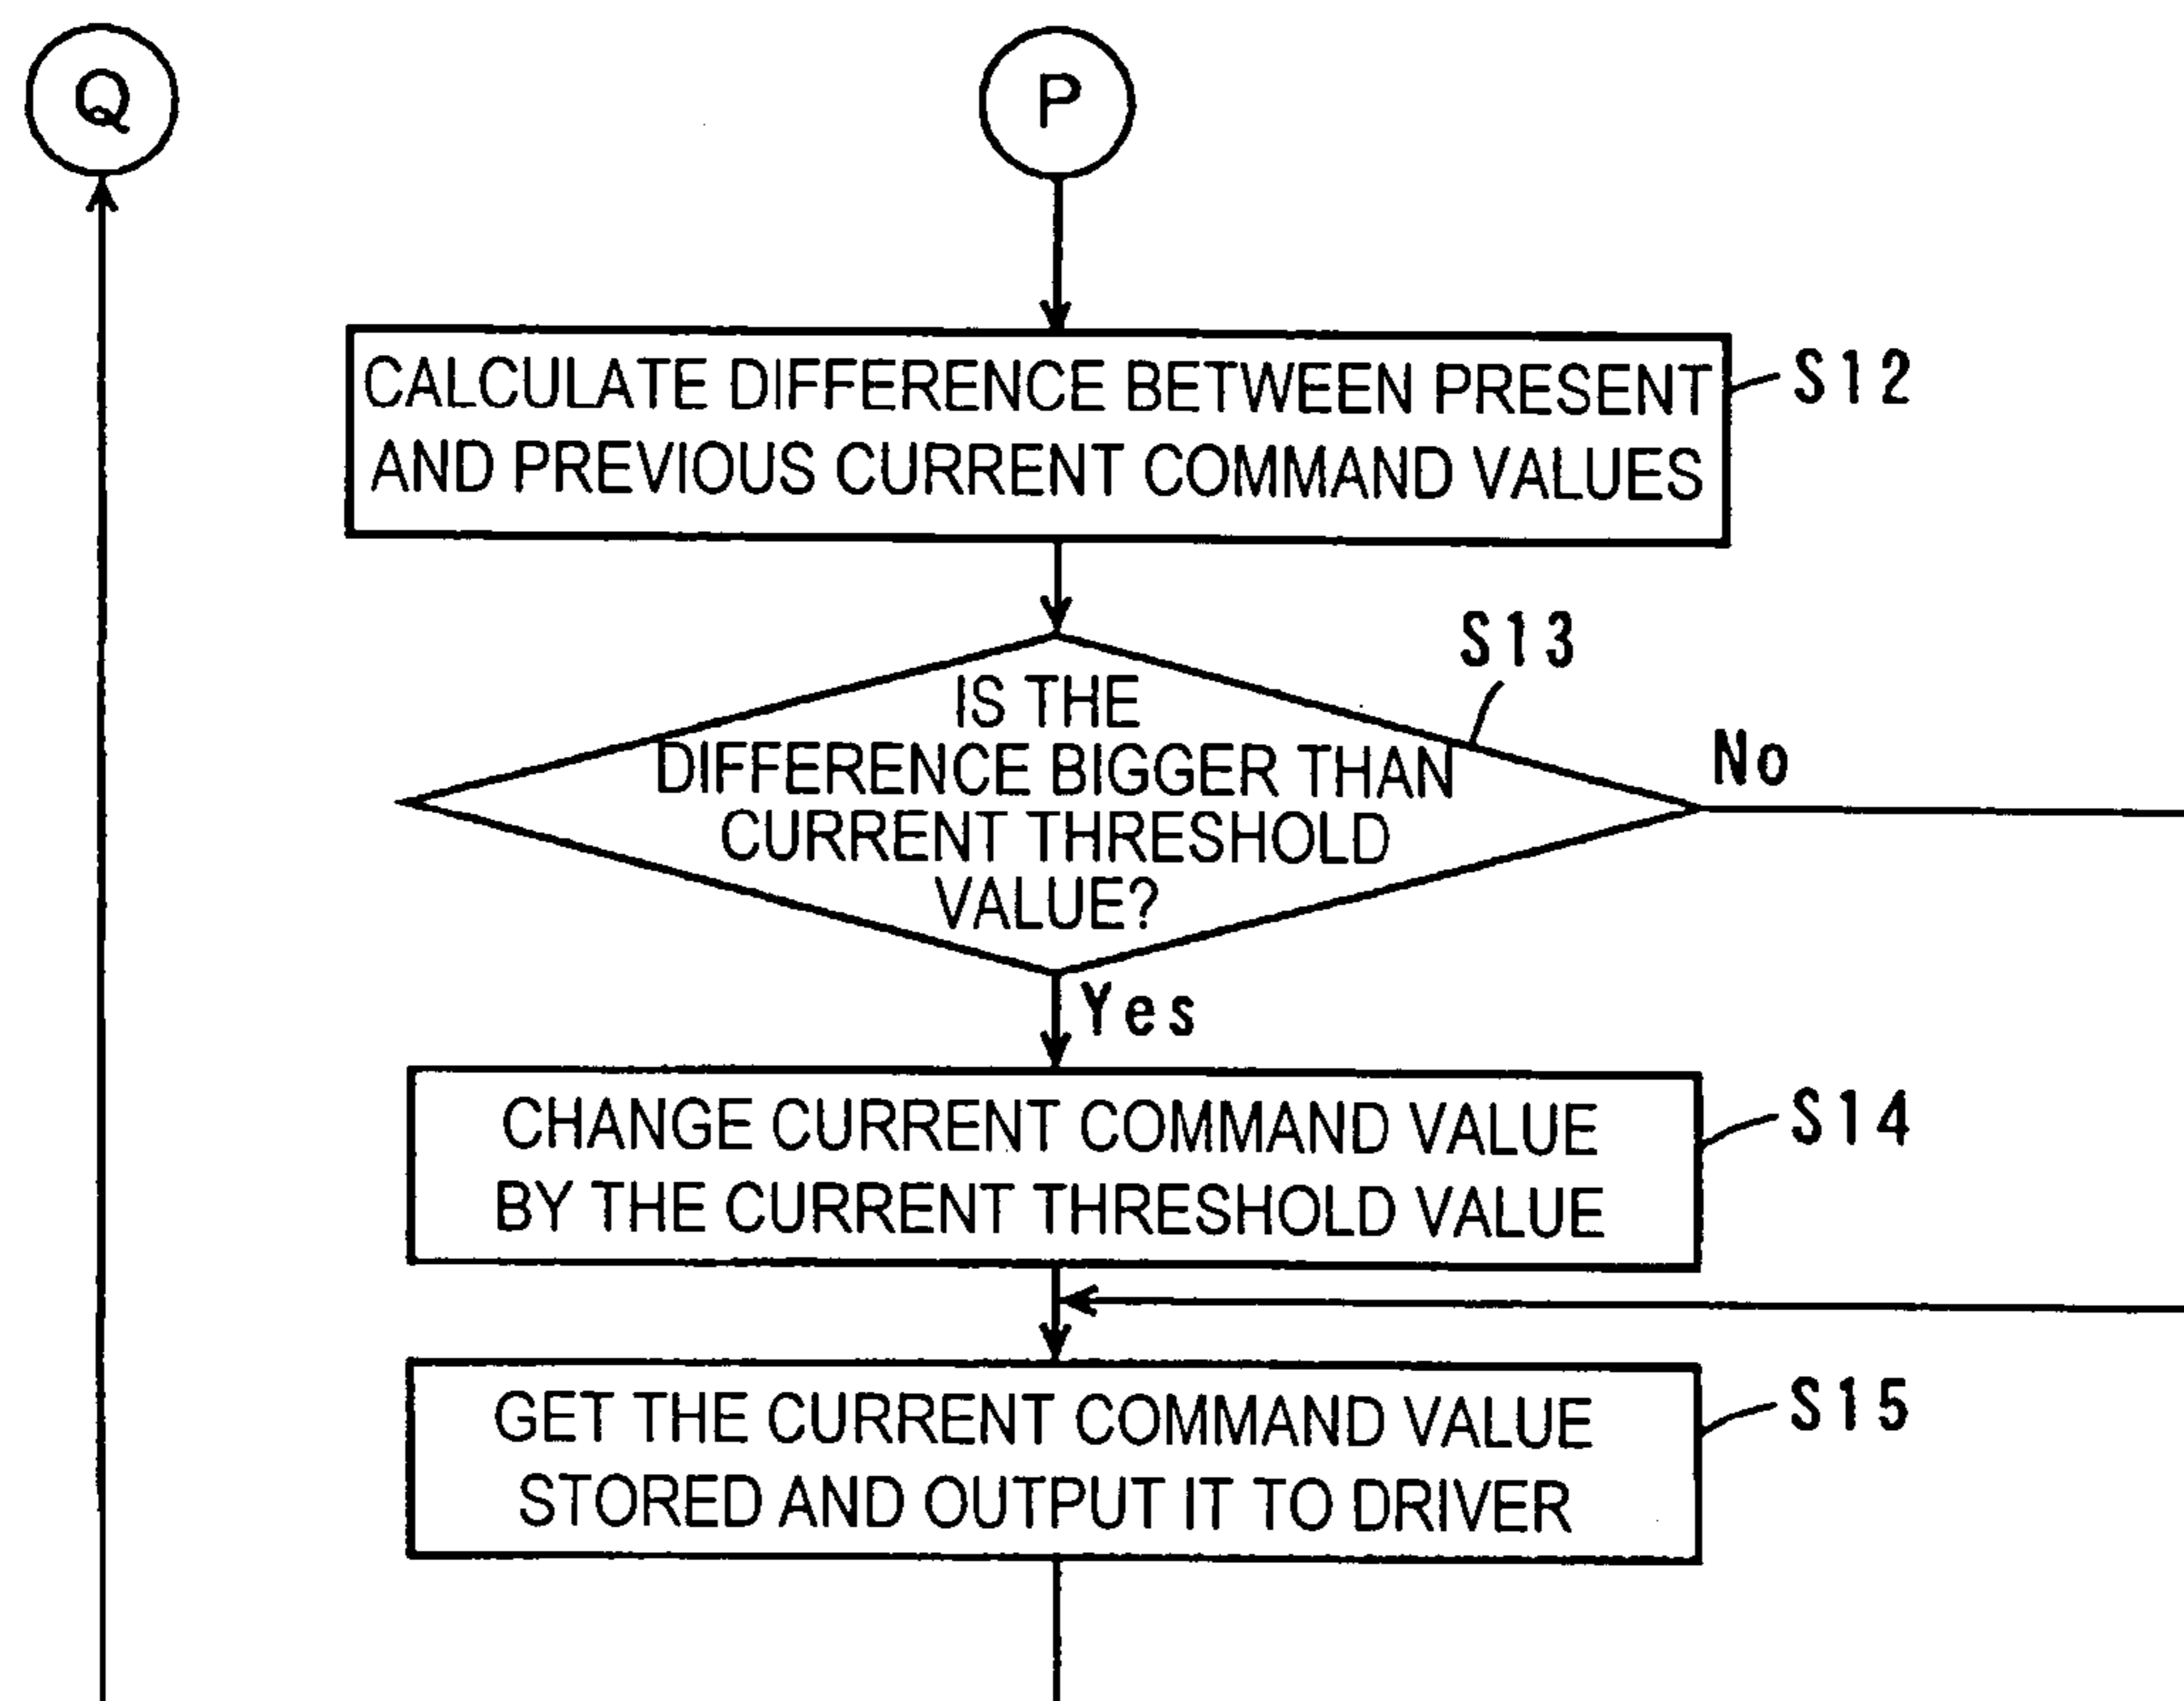 Q
P
CALCULATE DIFFERENCE BETWEEN PRESENT
AND PREVIOUS CURRENT COMMAND VALUES
S12
S13
IS THE
DIFFERENCE BIGGER THAN
CURRENT THRESHOLD
VALUE?
No
Yes
CHANGE CURRENT COMMAND VALUE
BY THE CURRENT THRESHOLD VALUE
S14
GET THE CURRENT COMMAND VALUE
STORED AND OUTPUT IT TO DRIVER
S15